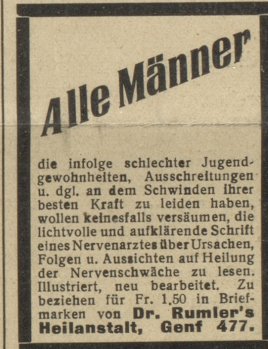 Alle Männer
die infolge schlechter Jugend-
gewohnheiten, Ausschreitungen
u. dgl. an dem Schwinden ihrer
besten Kraft zu leiden haben,
wollen keinesfalls versäumen, die
lichtvolle und aufklärende Schrift
eines Nervenarztes über Ursachen,
Folgen u. Aussichten auf Heilung
der Nervenschwäche zu lesen.
Illustriert, neu bearbeitet. Zu
beziehen für Fr. 1,50 in Brief-
marken von Dr. Rumler's
Heilanstalt, Genf 477.